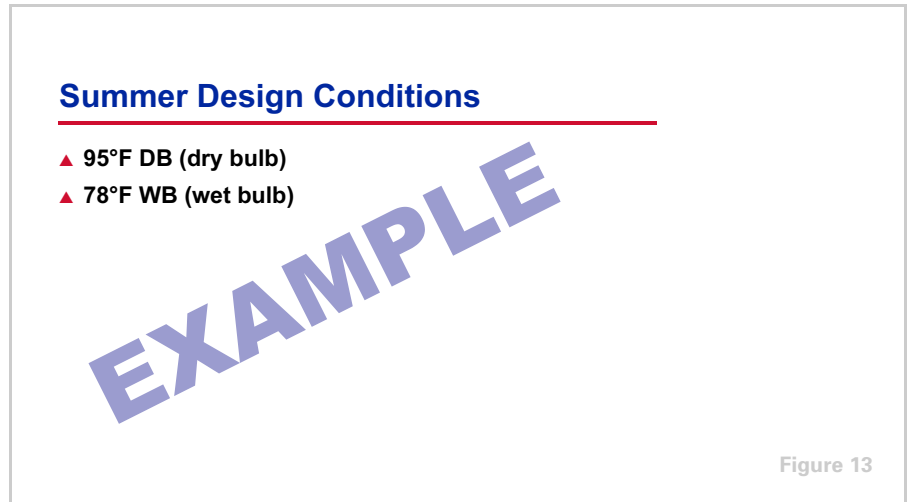 Summer Design Conditions
▲ 95°F DB (dry bulb)
▲ 78°F WB (wet bulb)
EXAMPLE
Figure 13